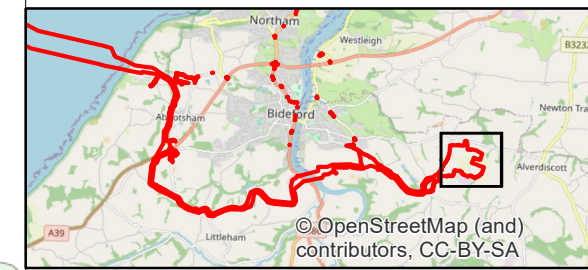 Northam
Westleigh
B323
Abbotsham
Bideford
Newton Tra
Alverdiscott
A39
Littleham
© OpenStreetMap (and)
contributors, CC-BY-SA